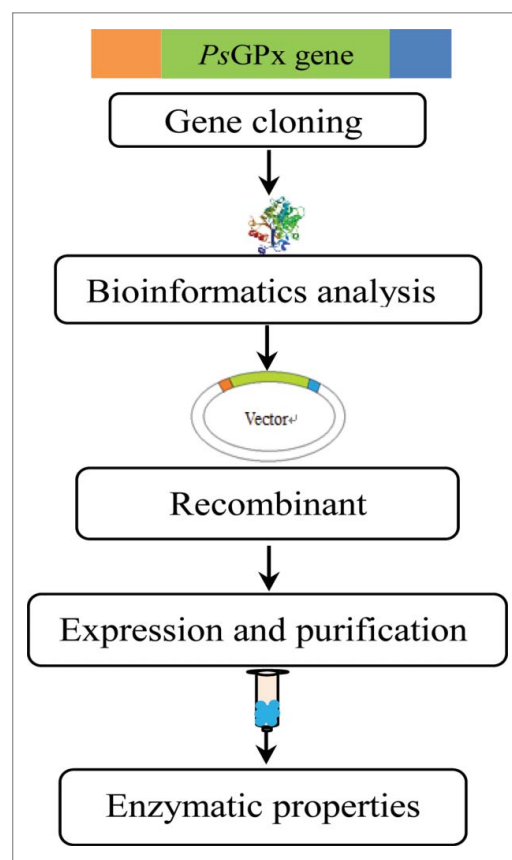 PsGPx gene
Gene cloning
Bioinformatics analysis
Vector↵
Recombinant
Expression and purification
Enzymatic properties